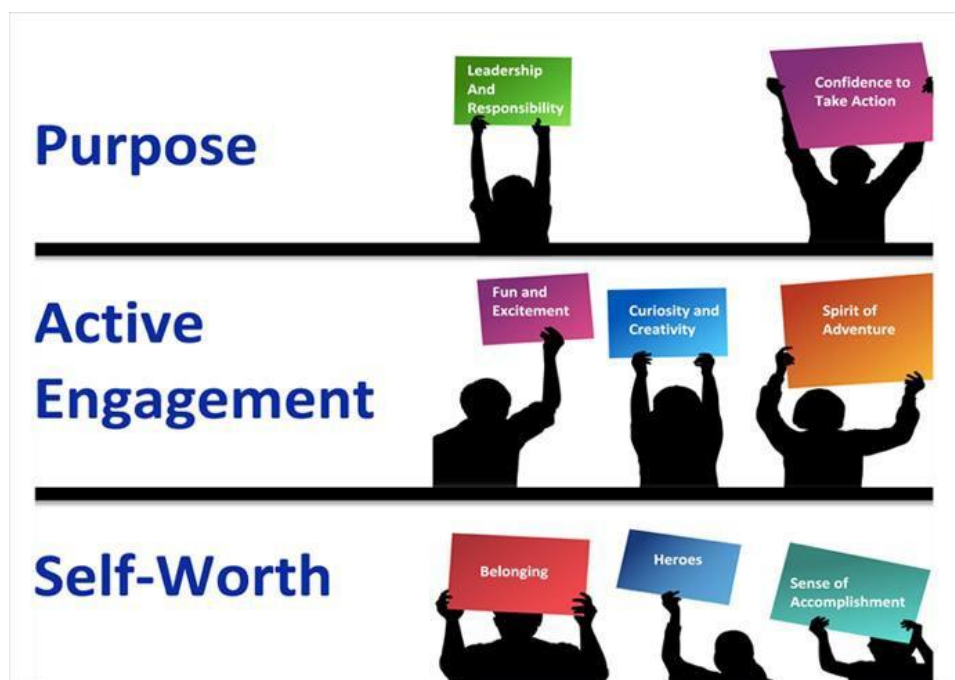 Purpose
Leadership
And
Responsibility
Confidence to
Take Action
Active
Engagement
Fun and
Excitement
Curiosity and
Creativity
Spirit of
Adventure
Self-Worth
Belonging
Heroes
Sense of
Accomplishment